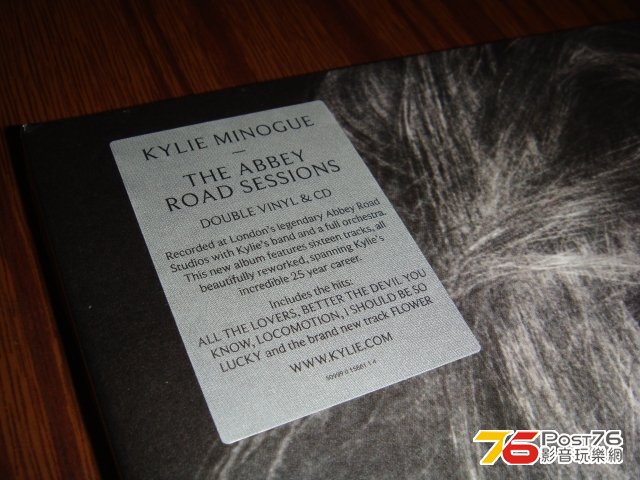 KYLIE MINOGUE
—
THE ABBEY
ROAD SESSIONS
DOUBLE VINYL & CD
Recorded at London's legendary Abbey Road
Studios with Kylie's band and a full orchestra.
This new album features sixteen tracks, all
beautifully reworked, spanning Kylie's
incredible 25 year career.
Includes the hits:
ALL THE LOVERS, BETTER THE DEVIL YOU
KNOW, LOCOMOTION, I SHOULD BE SO
LUCKY and the brand new track FLOWER
WWW.KYLIE.COM
76 Post76
影音玩樂網